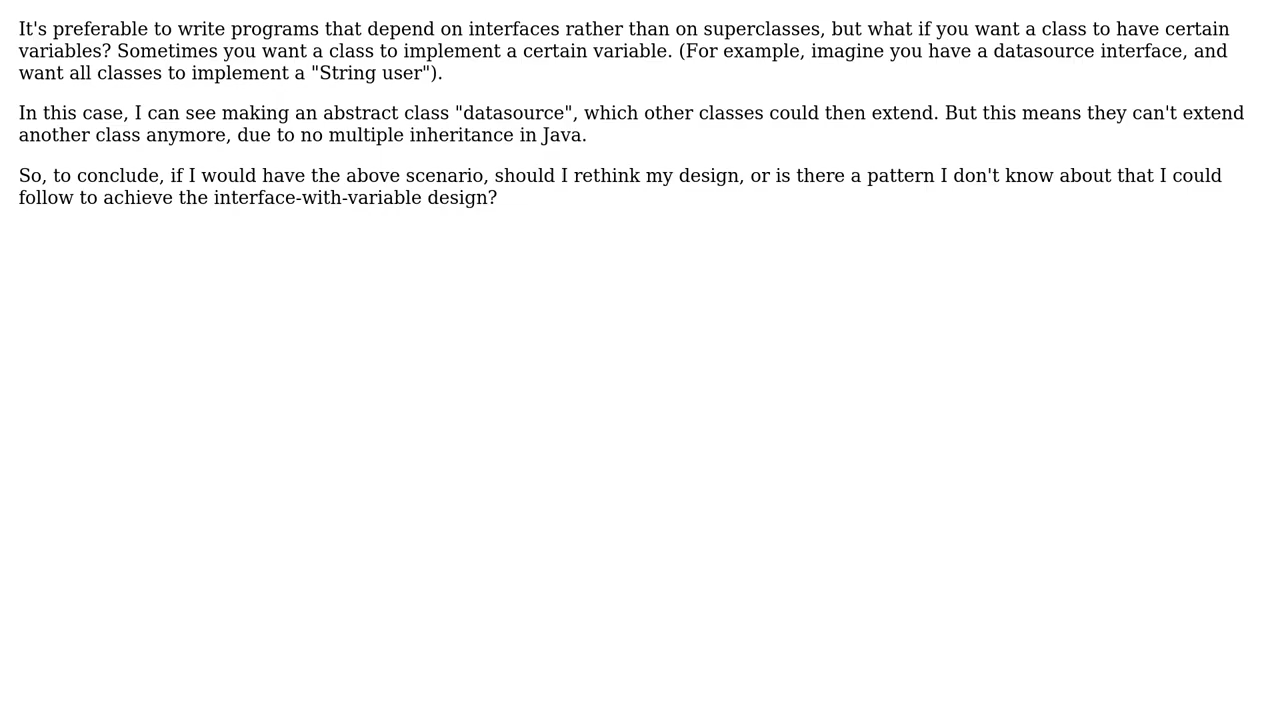 It's preferable to write programs that depend on interfaces rather than on superclasses, but what if you want a class to have certain
variables? Sometimes you want a class to implement a certain variable. (For example, imagine you have a datasource interface, and
want all classes to implement a "String user").
In this case, I can see making an abstract class "datasource", which other classes could then extend. But this means they can't extend
another class anymore, due to no multiple inheritance in Java.
So, to conclude, if I would have the above scenario, should I rethink my design, or is there a pattern I don't know about that I could
follow to achieve the interface-with-variable design?